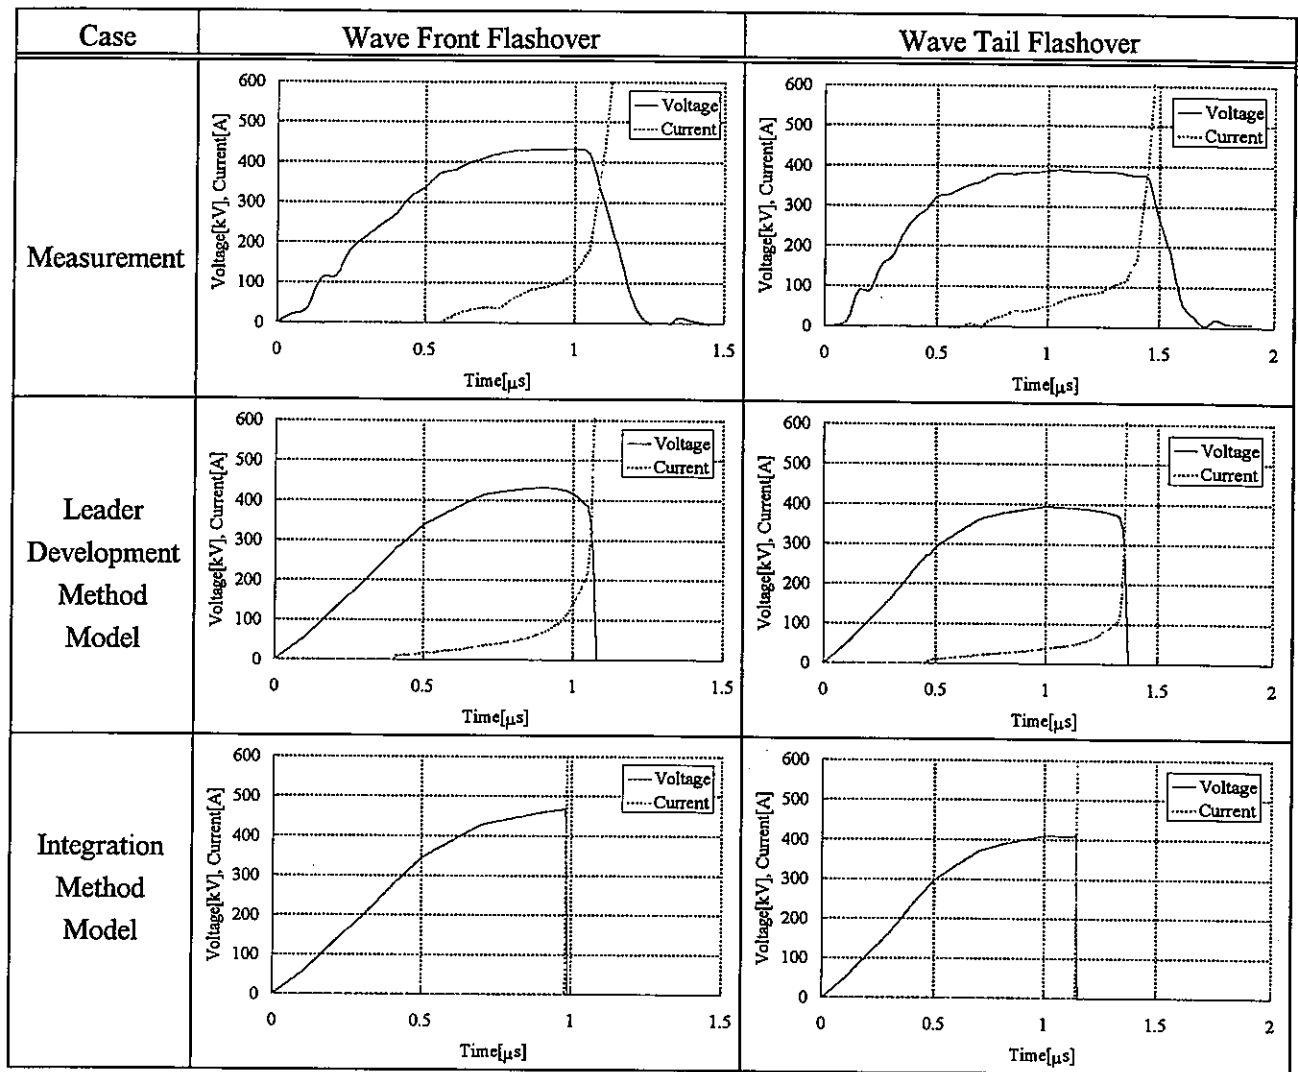 Case
Wave Front Flashover
Wave Tail Flashover
Measurement
Voltage[kV], Current[A]
600
500
400
300
200
100
0
0 0.5 1 1.5
Time[μs]
Voltage
Current
Voltage[kV], Current[A]
600
500
400
300
200
100
0
0 0.5 1 1.5 2
Time[μs]
Voltage
Current
Leader
Development
Method
Model
Voltage[kV], Current[A]
600
500
400
300
200
100
0
0 0.5 1 1.5
Time[μs]
Voltage
Current
Voltage[kV], Current[A]
600
500
400
300
200
100
0
0 0.5 1 1.5 2
Time[μs]
Voltage
Current
Integration
Method
Model
Voltage[kV], Current[A]
600
500
400
300
200
100
0
0 0.5 1 1.5
Time[μs]
Voltage
Current
Voltage[kV], Current[A]
600
500
400
300
200
100
0
0 0.5 1 1.5 2
Time[μs]
Voltage
Current